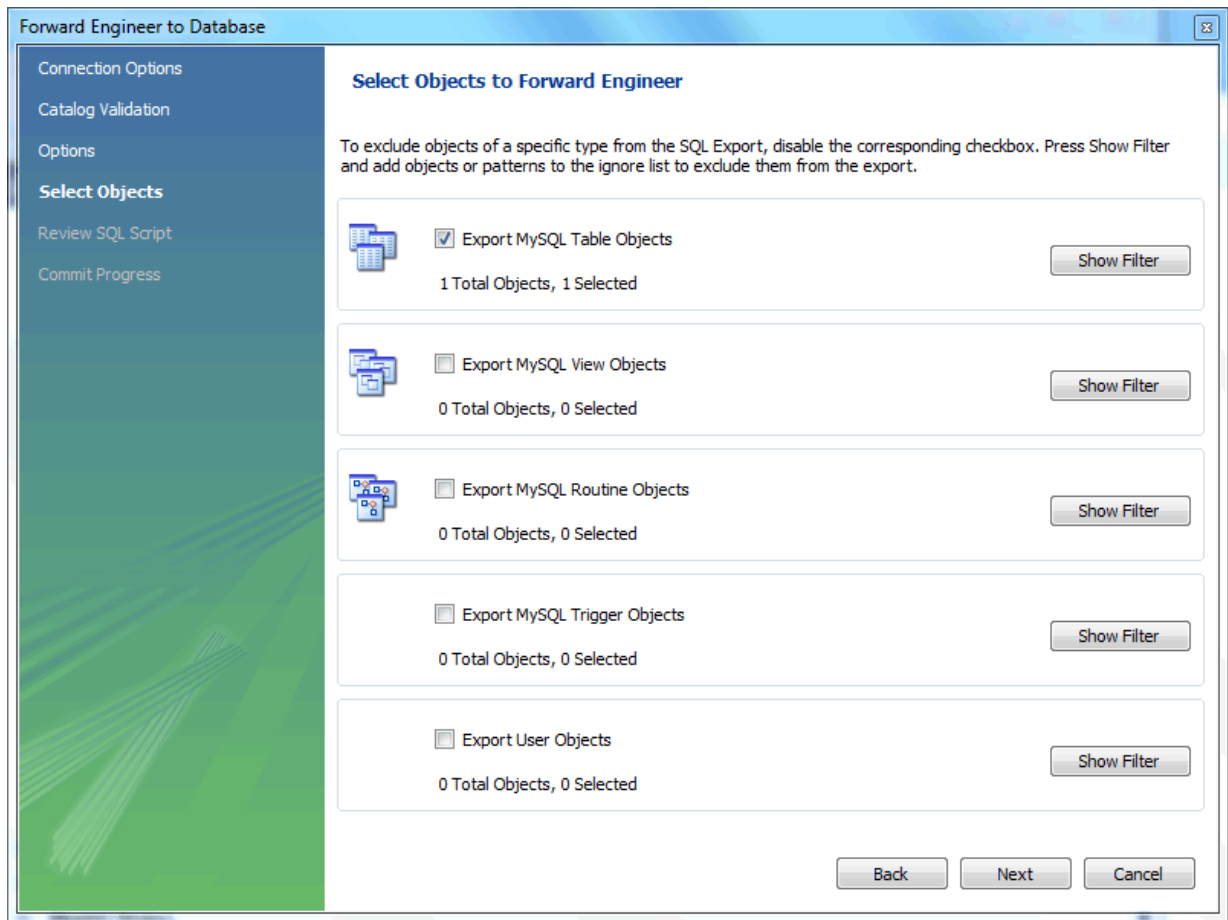 Forward Engineer to Database
Connection Options
Catalog Validation
Options
Select Objects
Review SQL Script
Commit Progress
Select Objects to Forward Engineer
To exclude objects of a specific type from the SQL Export, disable the corresponding checkbox. Press Show Filter
and add objects or patterns to the ignore list to exclude them from the export.
Export MySQL Table Objects
Show Filter
1 Total Objects, 1 Selected
Export MySQL View Objects
Show Filter
0 Total Objects, 0 Selected
Export MySQL Routine Objects
Show Filter
0 Total Objects, 0 Selected
Export MySQL Trigger Objects
Show Filter
0 Total Objects, 0 Selected
Export User Objects
Show Filter
0 Total Objects, 0 Selected
Back
Next
Cancel